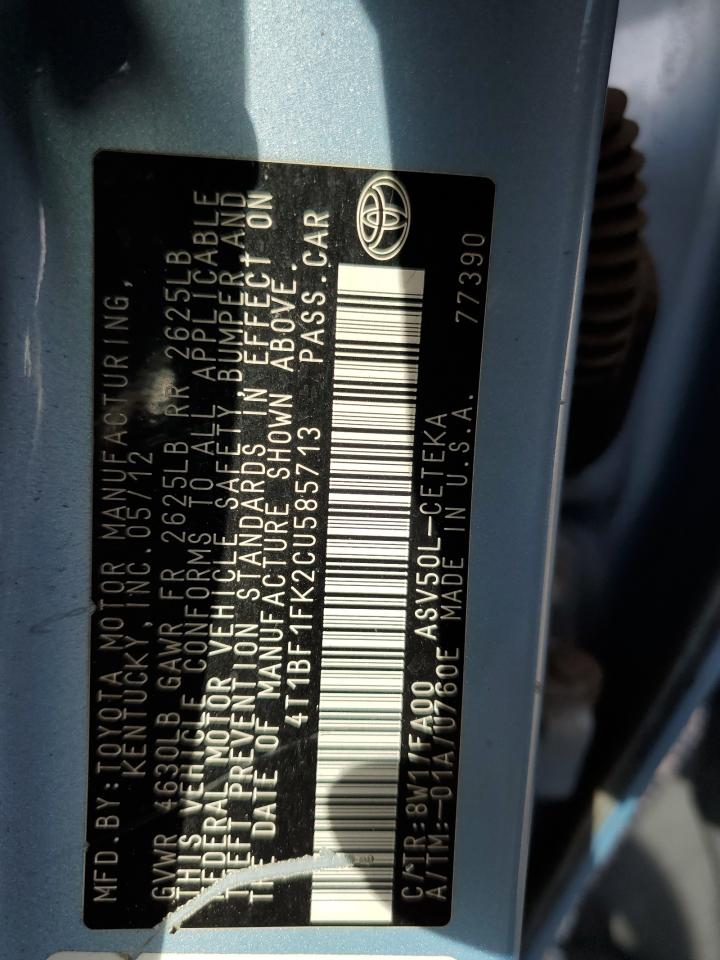 MFD.BY:TOYOTA MOTOR MANUFACTURING,
KENTUCKY,INC.05/12
GVWR 4630LB GAWR FR 2625LB RR 2625LB
THIS VEHICLE CONFORMS TO ALL APPLICABLE
FEDERAL MOTOR VEHICLE SAFETY,BUMPER,AND
THEFT PREVENTION STANDARDS IN EFFECT ON
THE DATE OF MANUFACTURE SHOWN ABOVE.
4T1BF1FK2CU585713 PASS.CAR
C/TR:8W1/FA00 ASV50L-CETEKA
A/TM:-01A/U760E MADE IN U.S.A.
77390